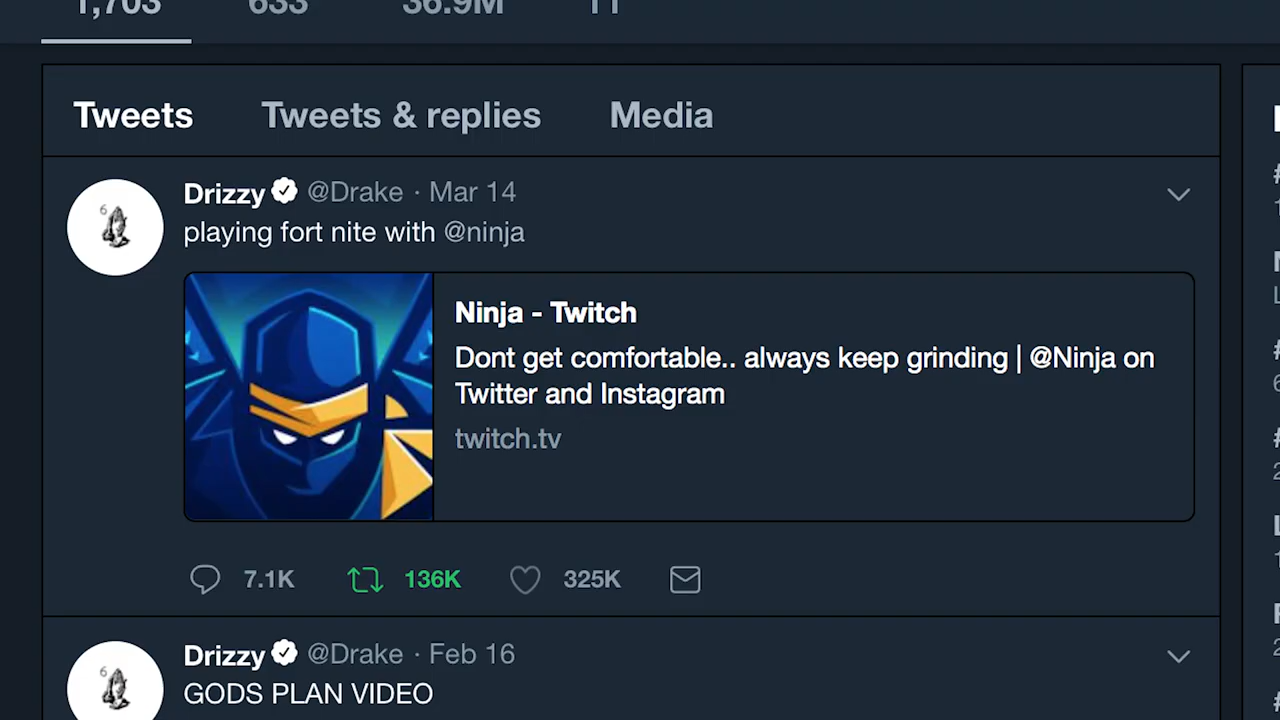 1,703 633 36.9M 11
Tweets Tweets & replies Media
Drizzy @Drake · Mar 14
playing fort nite with @ninja
Ninja - Twitch
Dont get comfortable.. always keep grinding | @Ninja on
Twitter and Instagram
twitch.tv
7.1K 136K 325K
Drizzy @Drake · Feb 16
GODS PLAN VIDEO